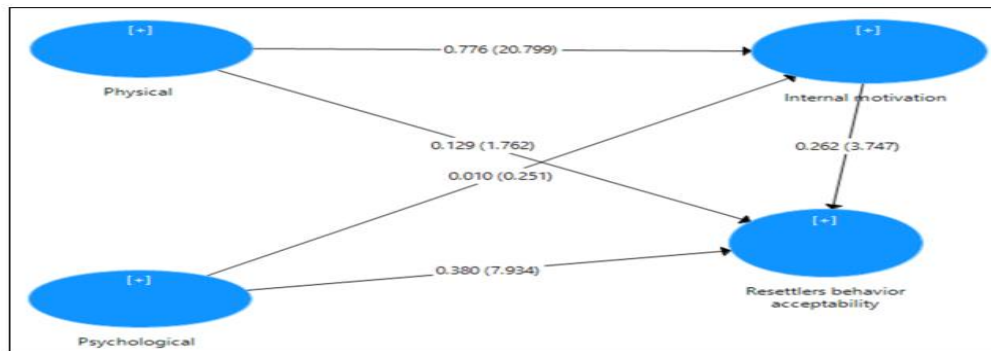 [+]
Physical
0.776 (20.799)
[+]
Internal motivation
0.129 (1.762)
0.010 (0.251)
0.262 (3.747)
[+]
Psychological
0.380 (7.934)
[+]
Resettlers behavior
acceptability